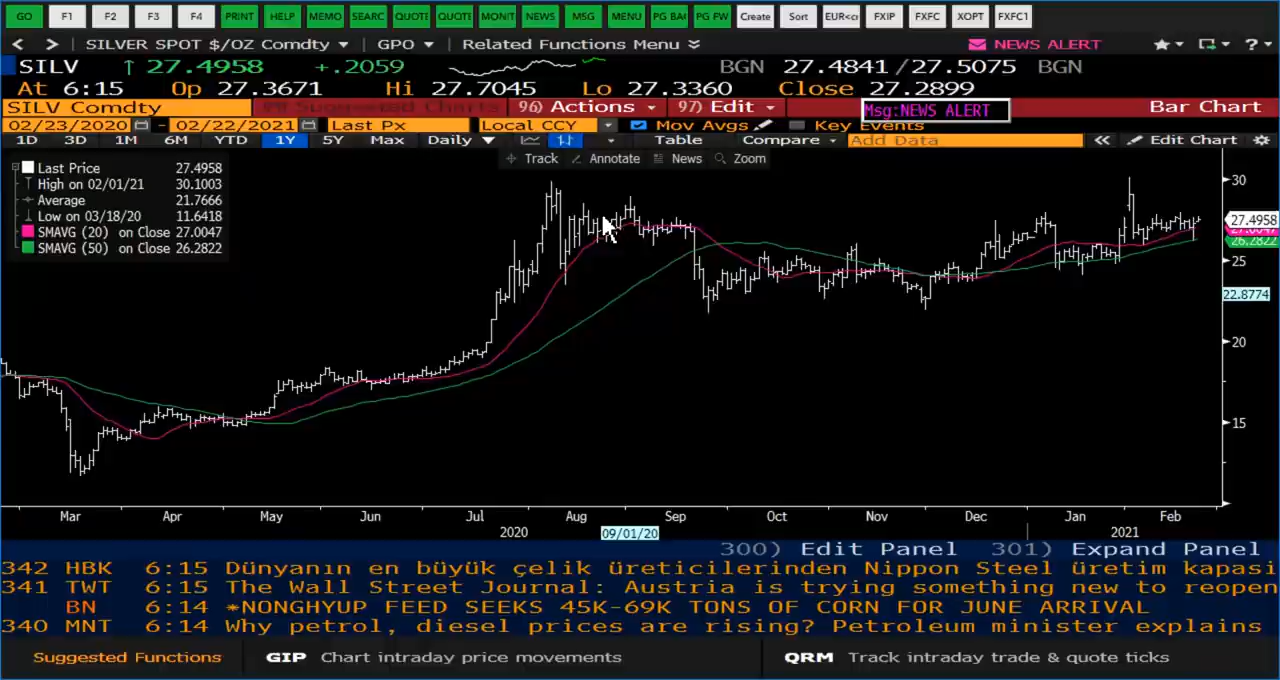 GO F1 F2 F3 F4 PRINT HELP MEMO SEARC QUOTE QUOTE MONIT NEWS MSG MENU PG BA PG FW Create Sort EUR<c FXIP FXFC XOPT FXFC1
< > SILVER SPOT $/OZ Comdty GPO Related Functions Menu NEWS ALERT ?
SILV ↑ 27.4958 +.2059 BGN 27.4841/27.5075 BGN
At 6:15 Op 27.3671 Hi 27.7045 Lo 27.3360 Close 27.2899
SILV Comdty Suggested Charts 96) Actions 97) Edit Msg:NEWS ALERT Bar Chart
02/23/2020 - 02/22/2021 Last Px Local CCY Mov Avgs Key Events
1D 3D 1M 6M YTD 1Y 5Y Max Daily Table Compare Add Data « Edit Chart
Track Annotate News Zoom
Last Price 27.4958
High on 02/01/21 30.1003
Average 21.7666
Low on 03/18/20 11.6418
SMAVG (20) on Close 27.0047
SMAVG (50) on Close 26.2822
30
27.4958
27.0047
26.2822
25
22.8774
20
15
Mar Apr May Jun Jul Aug Sep Oct Nov Dec Jan Feb
2020 09/01/20 2021
300) Edit Panel 301) Expand Panel
342 HBK 6:15 Dünyanın en büyük çelik üreticilerinden Nippon Steel üretim kapasi
341 TWT 6:15 The Wall Street Journal: Austria is trying something new to reopen
BN 6:14 *NONGHYUP FEED SEEKS 45K-69K TONS OF CORN FOR JUNE ARRIVAL
340 MNT 6:14 Why petrol, diesel prices are rising? Petroleum minister explains
Suggested Functions GIP Chart intraday price movements QRM Track intraday trade & quote ticks